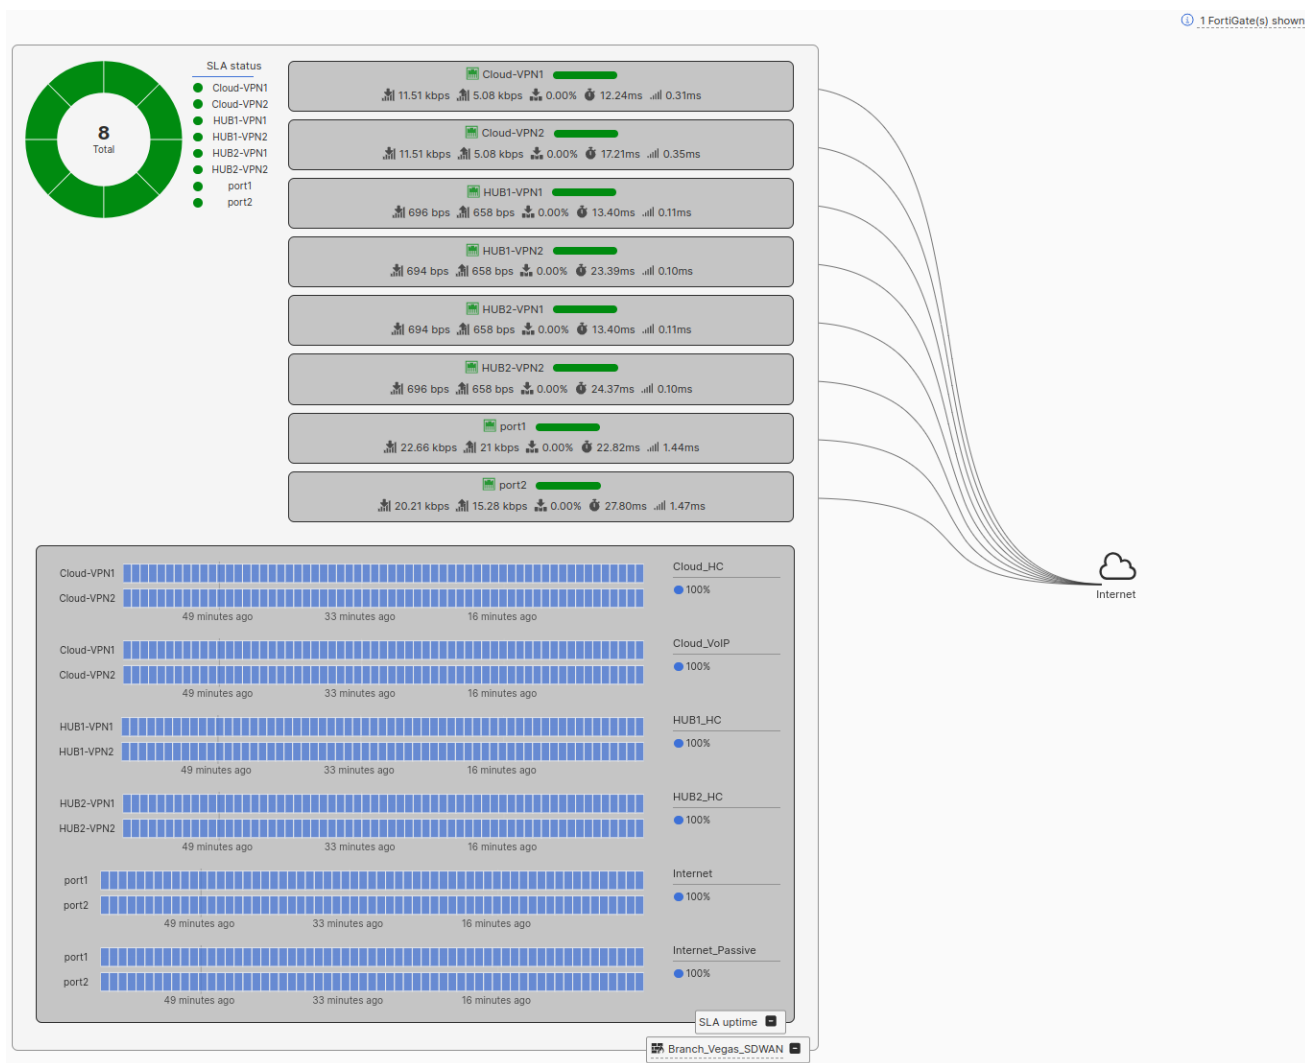 1 FortiGate(s) shown
SLA status
Cloud-VPN1
Cloud-VPN2
HUB1-VPN1
HUB1-VPN2
HUB2-VPN1
HUB2-VPN2
port1
port2
8
Total
Cloud-VPN1
11.51 kbps 5.08 kbps 0.00% 12.24ms 0.31ms
Cloud-VPN2
11.51 kbps 5.08 kbps 0.00% 17.21ms 0.35ms
HUB1-VPN1
696 bps 658 bps 0.00% 13.40ms 0.11ms
HUB1-VPN2
694 bps 658 bps 0.00% 23.39ms 0.10ms
HUB2-VPN1
694 bps 658 bps 0.00% 13.40ms 0.11ms
HUB2-VPN2
696 bps 658 bps 0.00% 24.37ms 0.10ms
port1
22.66 kbps 21 kbps 0.00% 22.82ms 1.44ms
port2
20.21 kbps 15.28 kbps 0.00% 27.80ms 1.47ms
Internet
Cloud-VPN1
Cloud-VPN2
49 minutes ago 33 minutes ago 16 minutes ago
Cloud_HC
100%
Cloud-VPN1
Cloud-VPN2
49 minutes ago 33 minutes ago 16 minutes ago
Cloud_VoIP
100%
HUB1-VPN1
HUB1-VPN2
49 minutes ago 33 minutes ago 16 minutes ago
HUB1_HC
100%
HUB2-VPN1
HUB2-VPN2
49 minutes ago 33 minutes ago 16 minutes ago
HUB2_HC
100%
port1
port2
49 minutes ago 33 minutes ago 16 minutes ago
Internet
100%
port1
port2
49 minutes ago 33 minutes ago 16 minutes ago
Internet_Passive
100%
SLA uptime
Branch_Vegas_SDWAN